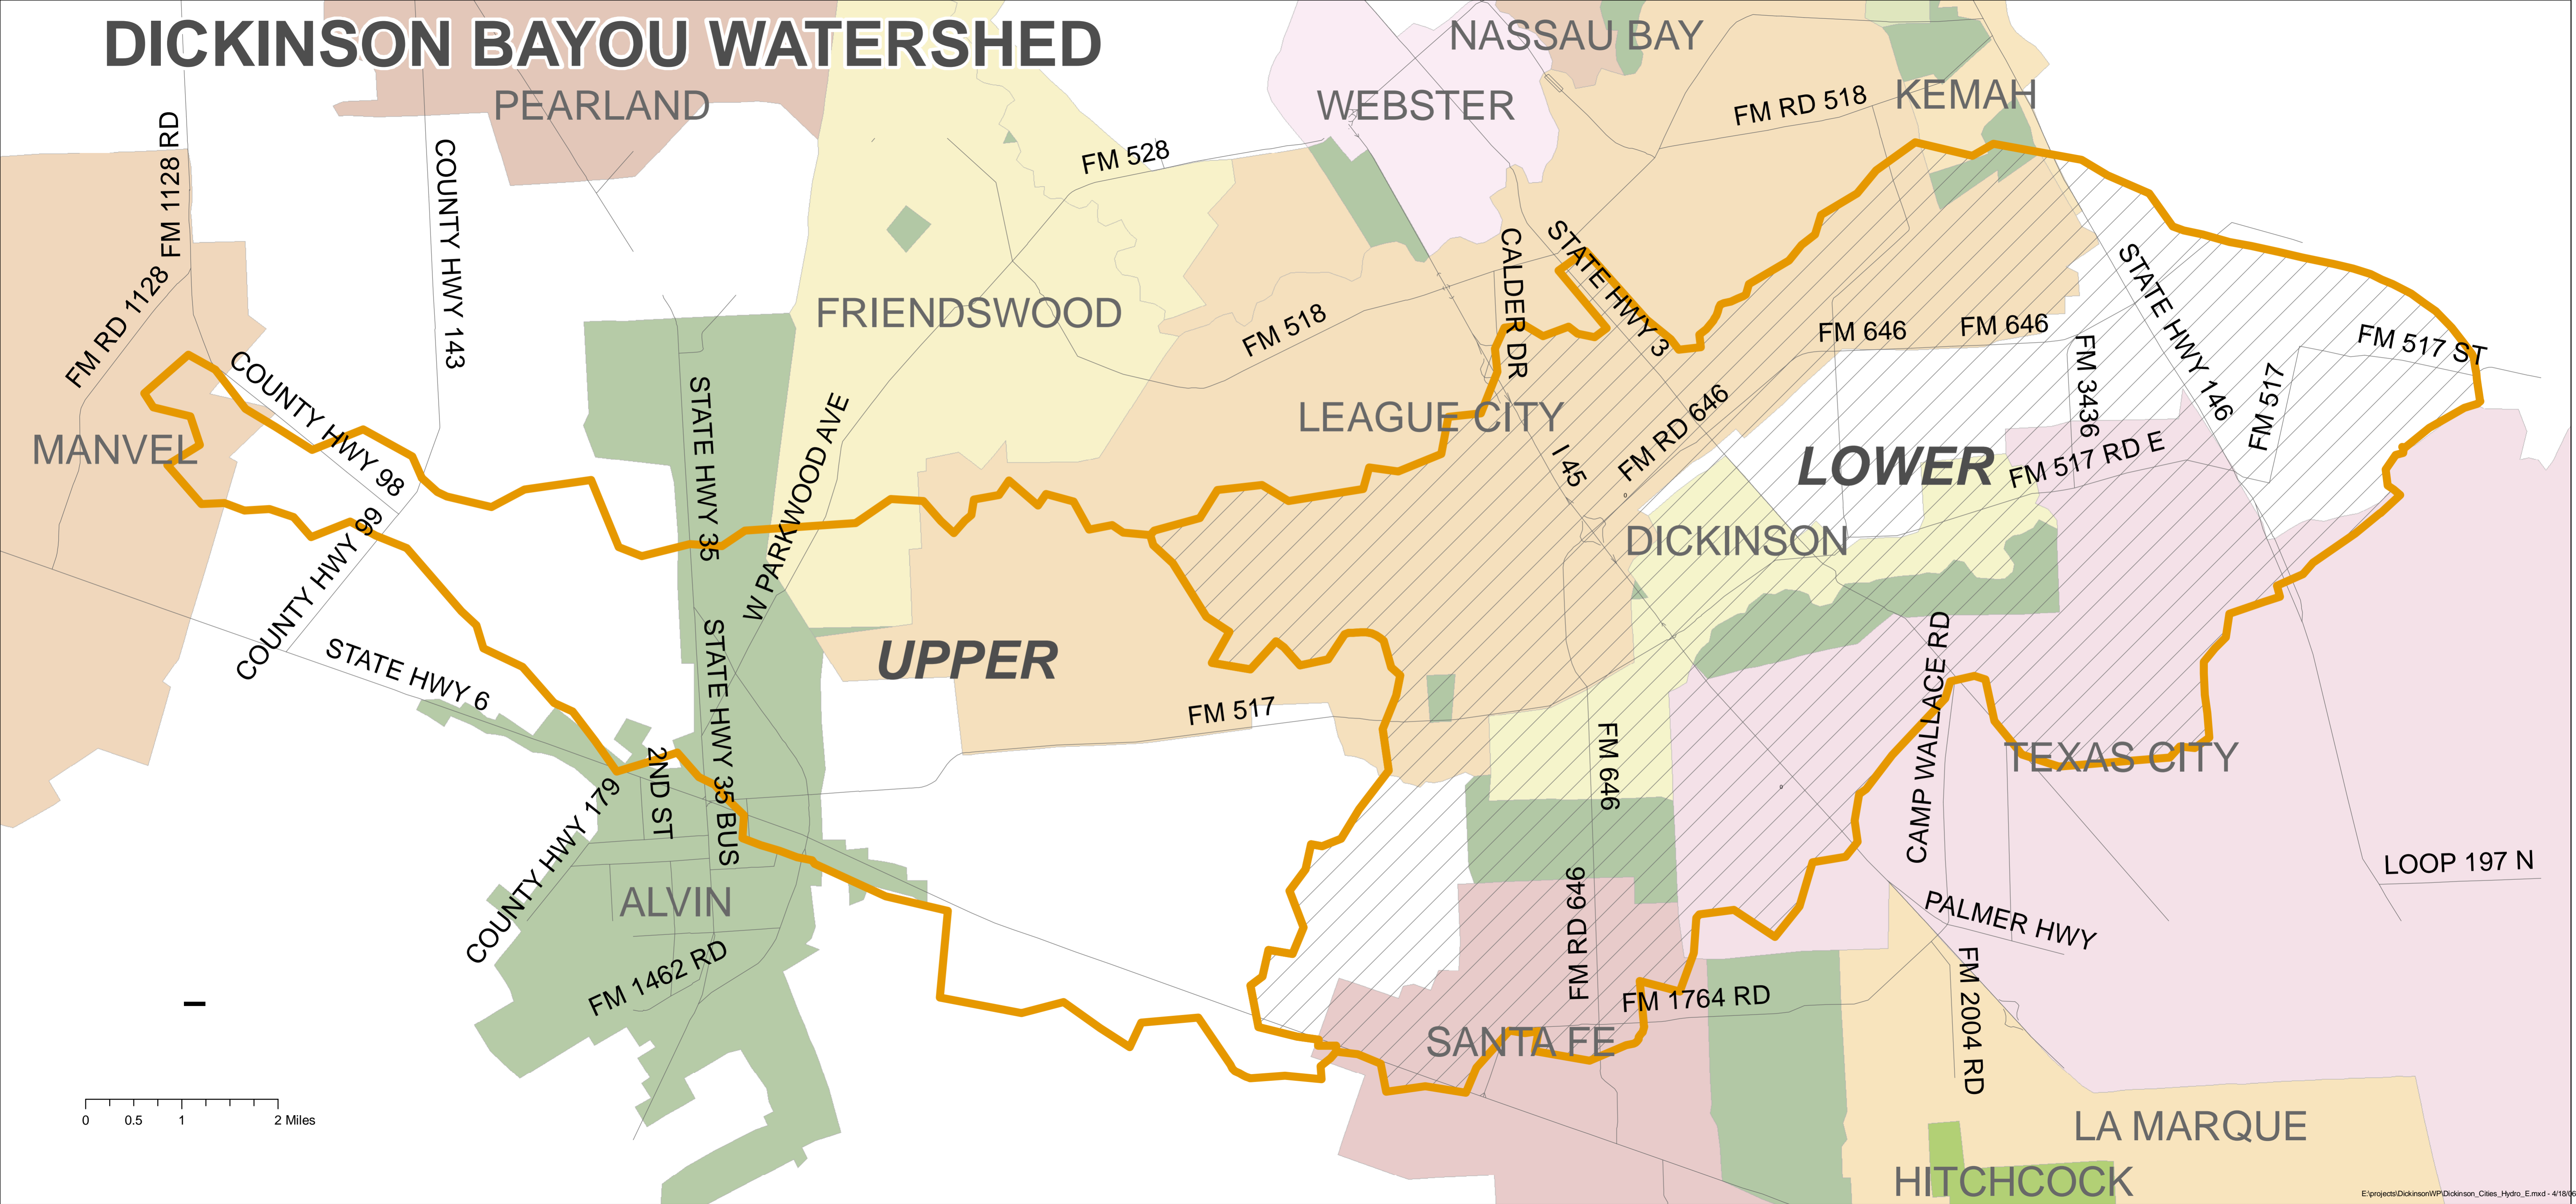 DICKINSON BAYOU WATERSHED
NASSAU BAY
PEARLAND
WEBSTER
KEMAH
FM RD 518
FM 1128 RD
COUNTY HWY 143
FM 528
FM RD 1128
FRIENDSWOOD
CALDER DR
STATE HWY 3
STATE HWY 146
FM 518
FM 646
FM 646
FM 3436
FM 517 ST
FM 517
COUNTY HWY 98
MANVEL
STATE HWY 35
W PARKWOOD AVE
LEAGUE CITY
I 45
FM RD 646
LOWER
FM 517 RD E
COUNTY HWY 99
DICKINSON
STATE HWY 6
UPPER
FM 517
STATE HWY 35 BUS
2ND ST
COUNTY HWY 179
FM 646
CAMP WALLACE RD
TEXAS CITY
ALVIN
LOOP 197 N
PALMER HWY
FM RD 646
FM 1462 RD
FM 1764 RD
FM 2004 RD
SANTA FE
0 0.5 1 2 Miles
LA MARQUE
HITCHCOCK